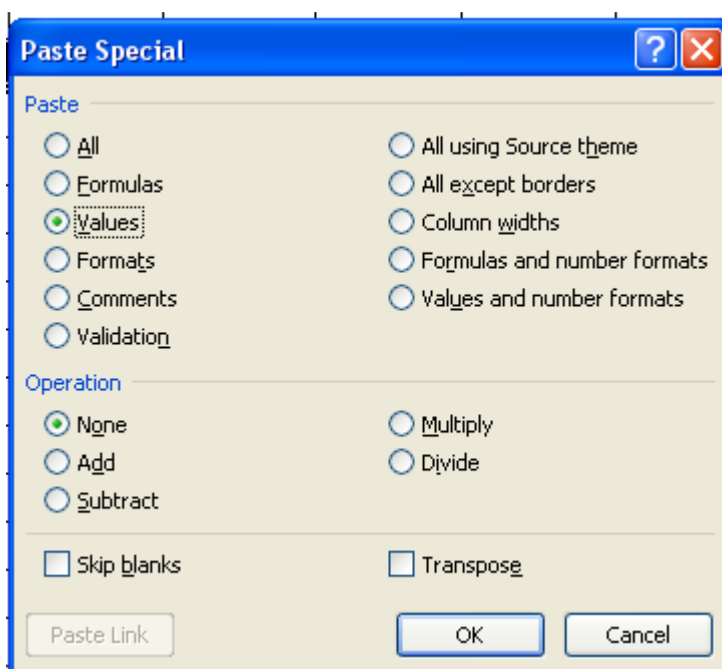 Paste Special
Paste
All
All using Source theme
Formulas
All except borders
Values
Column widths
Formats
Formulas and number formats
Comments
Values and number formats
Validation
Operation
None
Multiply
Add
Divide
Subtract
Skip blanks
Transpose
Paste Link
OK
Cancel